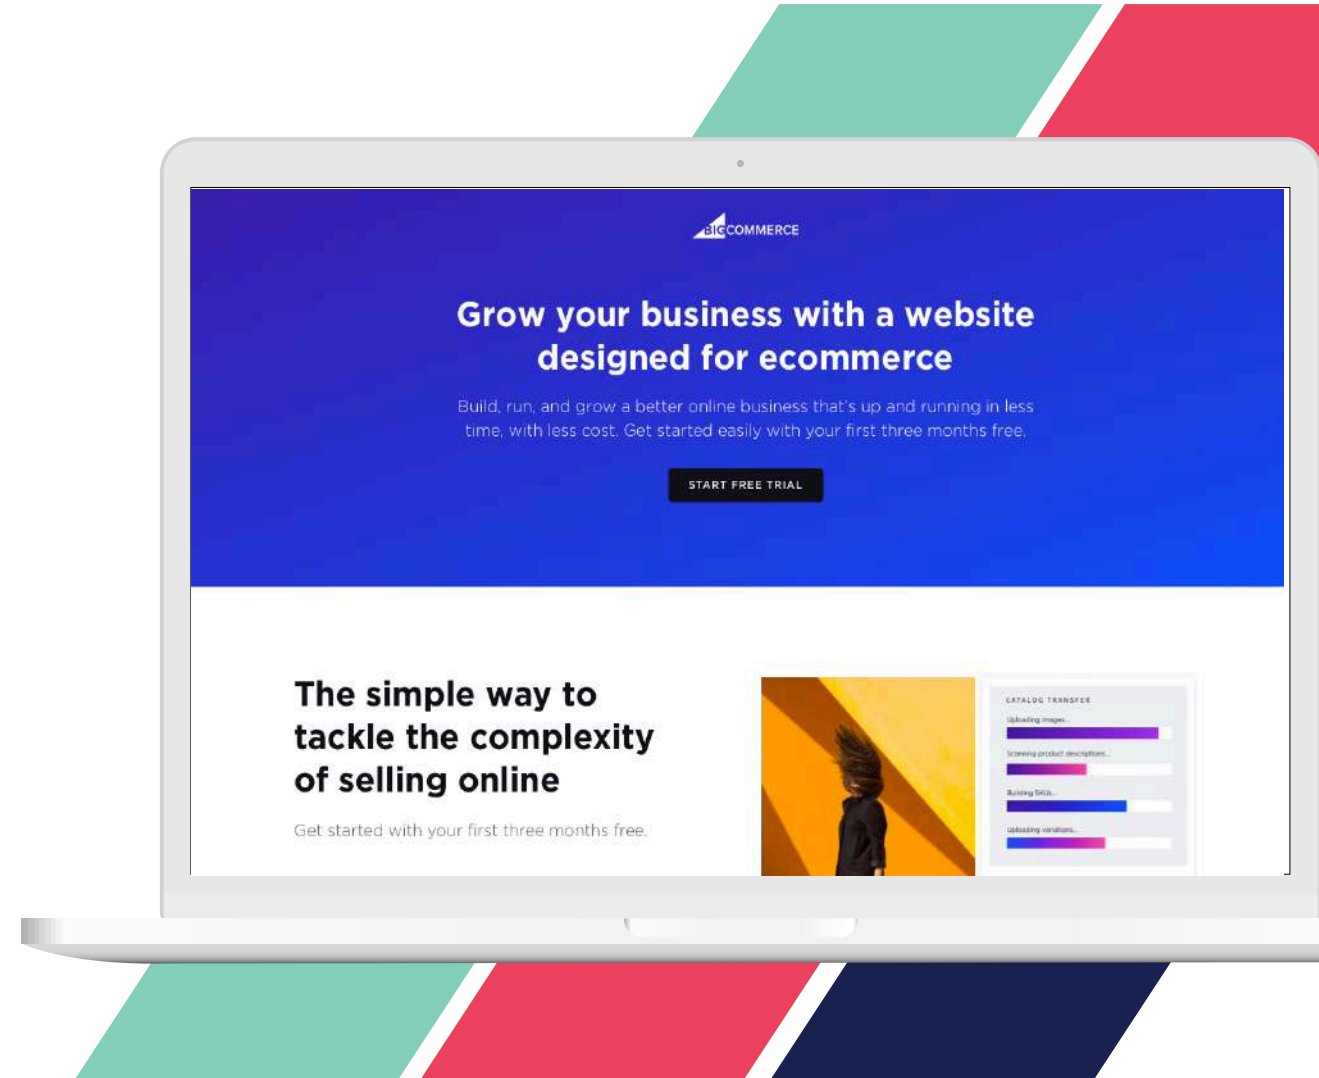 BIGCOMMERCE
Grow your business with a website
designed for ecommerce
Build, run, and grow a better online business that's up and running in less
time, with less cost. Get started easily with your first three months free.
START FREE TRIAL
The simple way to
tackle the complexity
of selling online
Get started with your first three months free.
CATALOG TRANSFER
Uploading images...
Scanning product descriptions...
Building SKUs...
Uploading variations...